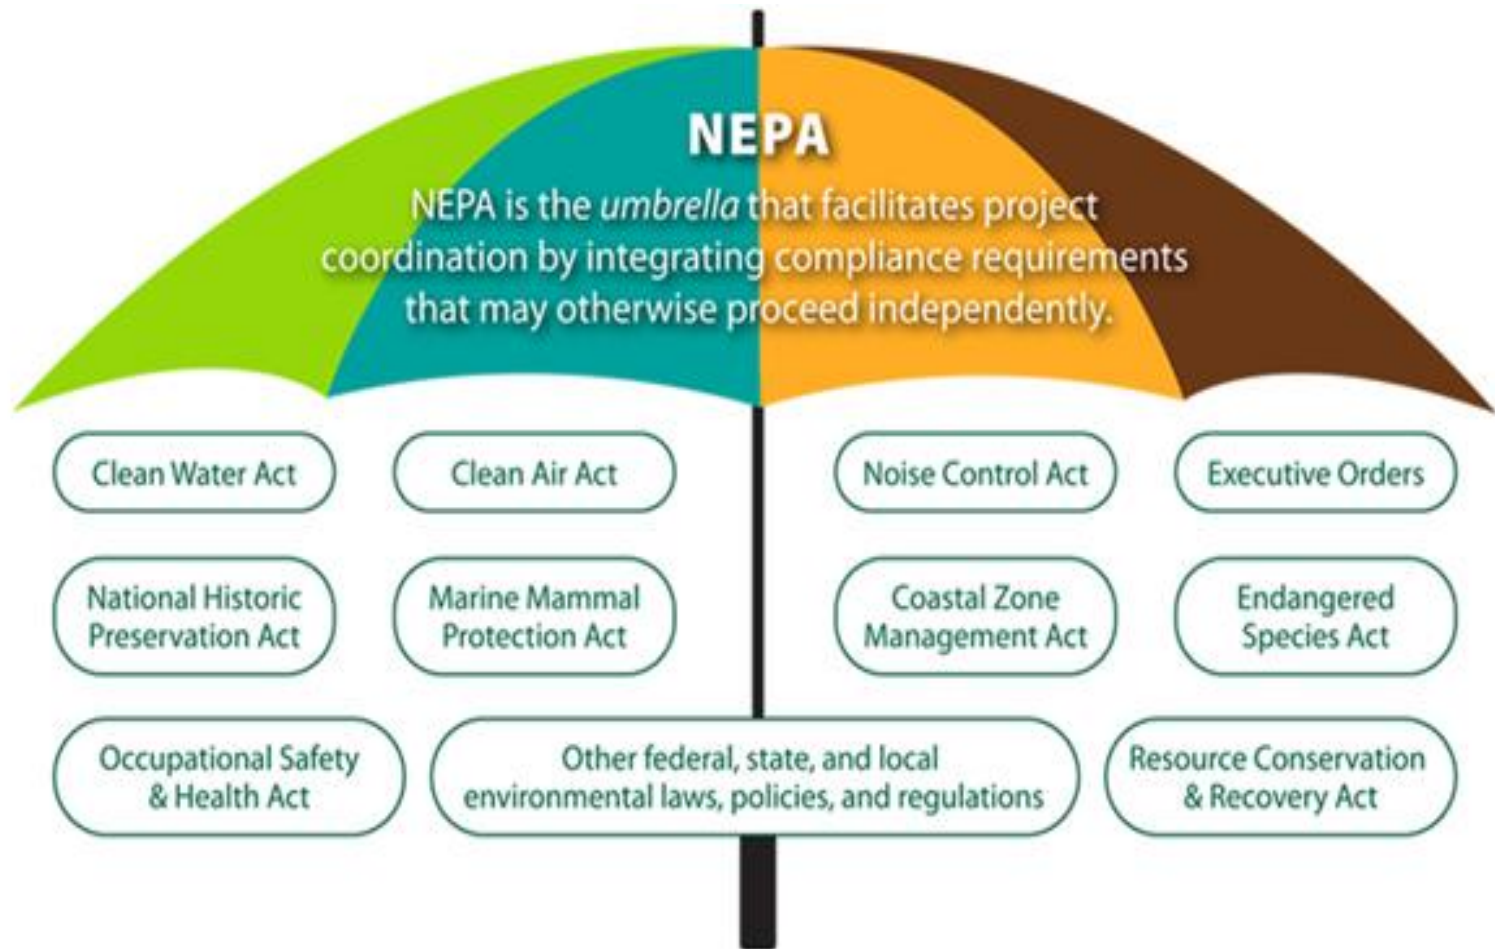 NEPA
NEPA is the umbrella that facilitates project
coordination by integrating compliance requirements
that may otherwise proceed independently.
Clean Water Act
Clean Air Act
Noise Control Act
Executive Orders
National Historic
Preservation Act
Marine Mammal
Protection Act
Coastal Zone
Management Act
Endangered
Species Act
Occupational Safety
& Health Act
Other federal, state, and local
environmental laws, policies, and regulations
Resource Conservation
& Recovery Act